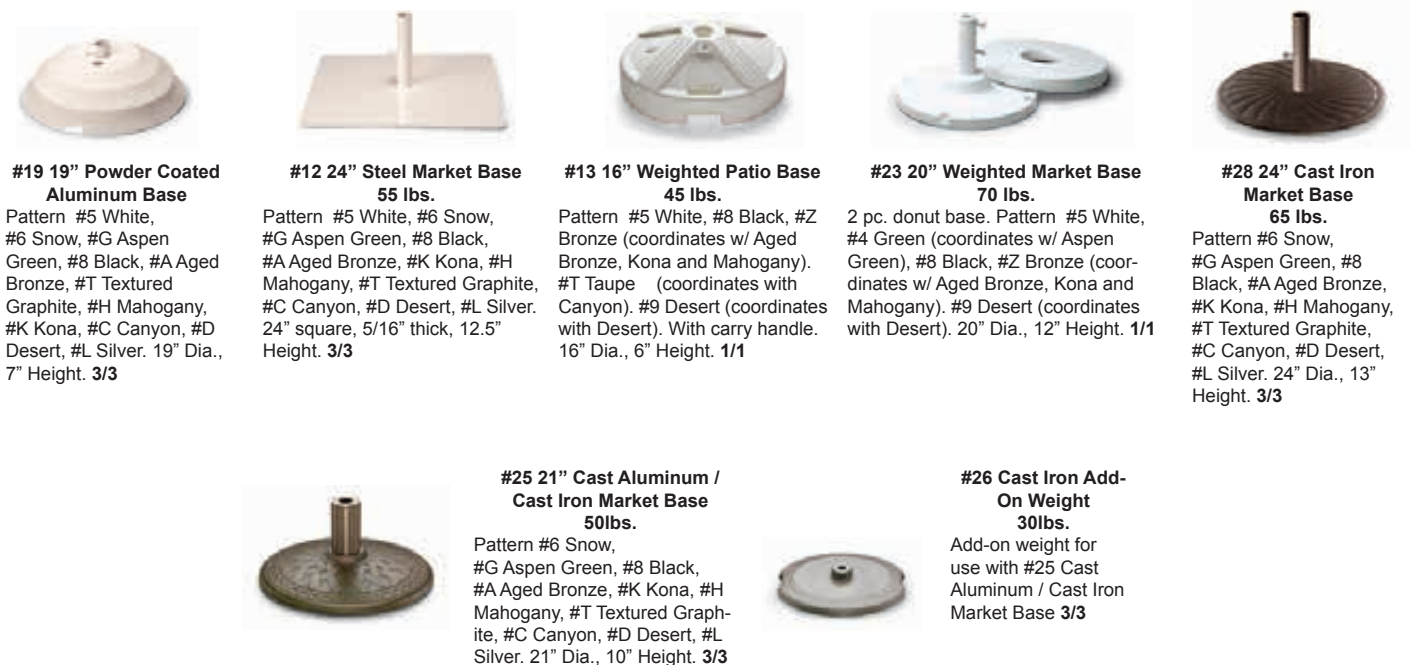 #19 19” Powder Coated
Aluminum Base
Pattern #5 White,
#6 Snow, #G Aspen
Green, #8 Black, #A Aged
Bronze, #T Textured
Graphite, #H Mahogany,
#K Kona, #C Canyon, #D
Desert, #L Silver. 19” Dia.,
7” Height. 3/3
#12 24” Steel Market Base
55 lbs.
Pattern #5 White, #6 Snow,
#G Aspen Green, #8 Black,
#A Aged Bronze, #K Kona, #H
Mahogany, #T Textured Graphite,
#C Canyon, #D Desert, #L Silver.
24” square, 5/16” thick, 12.5”
Height. 3/3
#13 16” Weighted Patio Base
45 lbs.
Pattern #5 White, #8 Black, #Z
Bronze (coordinates w/ Aged
Bronze, Kona and Mahogany).
#T Taupe (coordinates with
Canyon). #9 Desert (coordinates
with Desert). With carry handle.
16” Dia., 6” Height. 1/1
#23 20” Weighted Market Base
70 lbs.
2 pc. donut base. Pattern #5 White,
#4 Green (coordinates w/ Aspen
Green), #8 Black, #Z Bronze (coor-
dinates w/ Aged Bronze, Kona and
Mahogany). #9 Desert (coordinates
with Desert). 20” Dia., 12” Height. 1/1
#28 24” Cast Iron
Market Base
65 lbs.
Pattern #6 Snow,
#G Aspen Green, #8
Black, #A Aged Bronze,
#K Kona, #H Mahogany,
#T Textured Graphite,
#C Canyon, #D Desert,
#L Silver. 24” Dia., 13”
Height. 3/3
#25 21” Cast Aluminum /
Cast Iron Market Base
50lbs.
Pattern #6 Snow,
#G Aspen Green, #8 Black,
#A Aged Bronze, #K Kona, #H
Mahogany, #T Textured Graph-
ite, #C Canyon, #D Desert, #L
Silver. 21” Dia., 10” Height. 3/3
#26 Cast Iron Add-
On Weight
30lbs.
Add-on weight for
use with #25 Cast
Aluminum / Cast Iron
Market Base 3/3